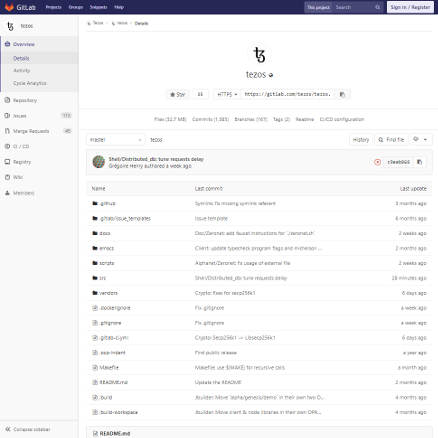 GitLab Projects Groups Snippets Help This project Search Sign in / Register
tezos
Overview
Details
Activity
Cycle Analytics
Repository
Issues 172
Merge Requests 45
CI / CD
Registry
Wiki
Members
Collapse sidebar
Tezos tezos Details
tezos
Star HTTPS https://gitlab.com/tezos/tezos.
Files (32.7 MB) Commits (1,385) Branches (167) Tags (2) Readme CI/CD configuration
master tezos History Find file
Shell/Distributed_db: tune requests delay
Grégoire Henry authored a week ago
Name Last commit Last update
.github Symlink: fix missing symlink referent 3 months ago
.gitlab/issue_templates Issue template 6 months ago
docs Doc/Zeronet: add faucet instructions for `./zeronet.sh` 2 weeks ago
emacs Client: update typecheck program flags and michelson ... 2 months ago
scripts Alphanet: fix usage of external file 2 weeks ago
src Shell/Distributed_db: tune requests delay 28 minutes ago
vendors Crypto: fixes for secp256k1 6 days ago
.dockerignore Fix .gitignore a week ago
.gitignore Fix .gitignore a week ago
.gitlab-ci.yml Crypto: Secp256k1 -> Libsecp256k1 6 days ago
.ocp-indent First public release a year ago
Makefile Makefile: use $(MAKE) for recursive calls a month ago
README.md Update the README 2 months ago
jbuild Jbuilder: Move `alpha/genesis/demo` in their own two O... 4 months ago
jbuild-workspace Jbuilder: Move client & node libraries in their own OPA... 4 months ago
README.md